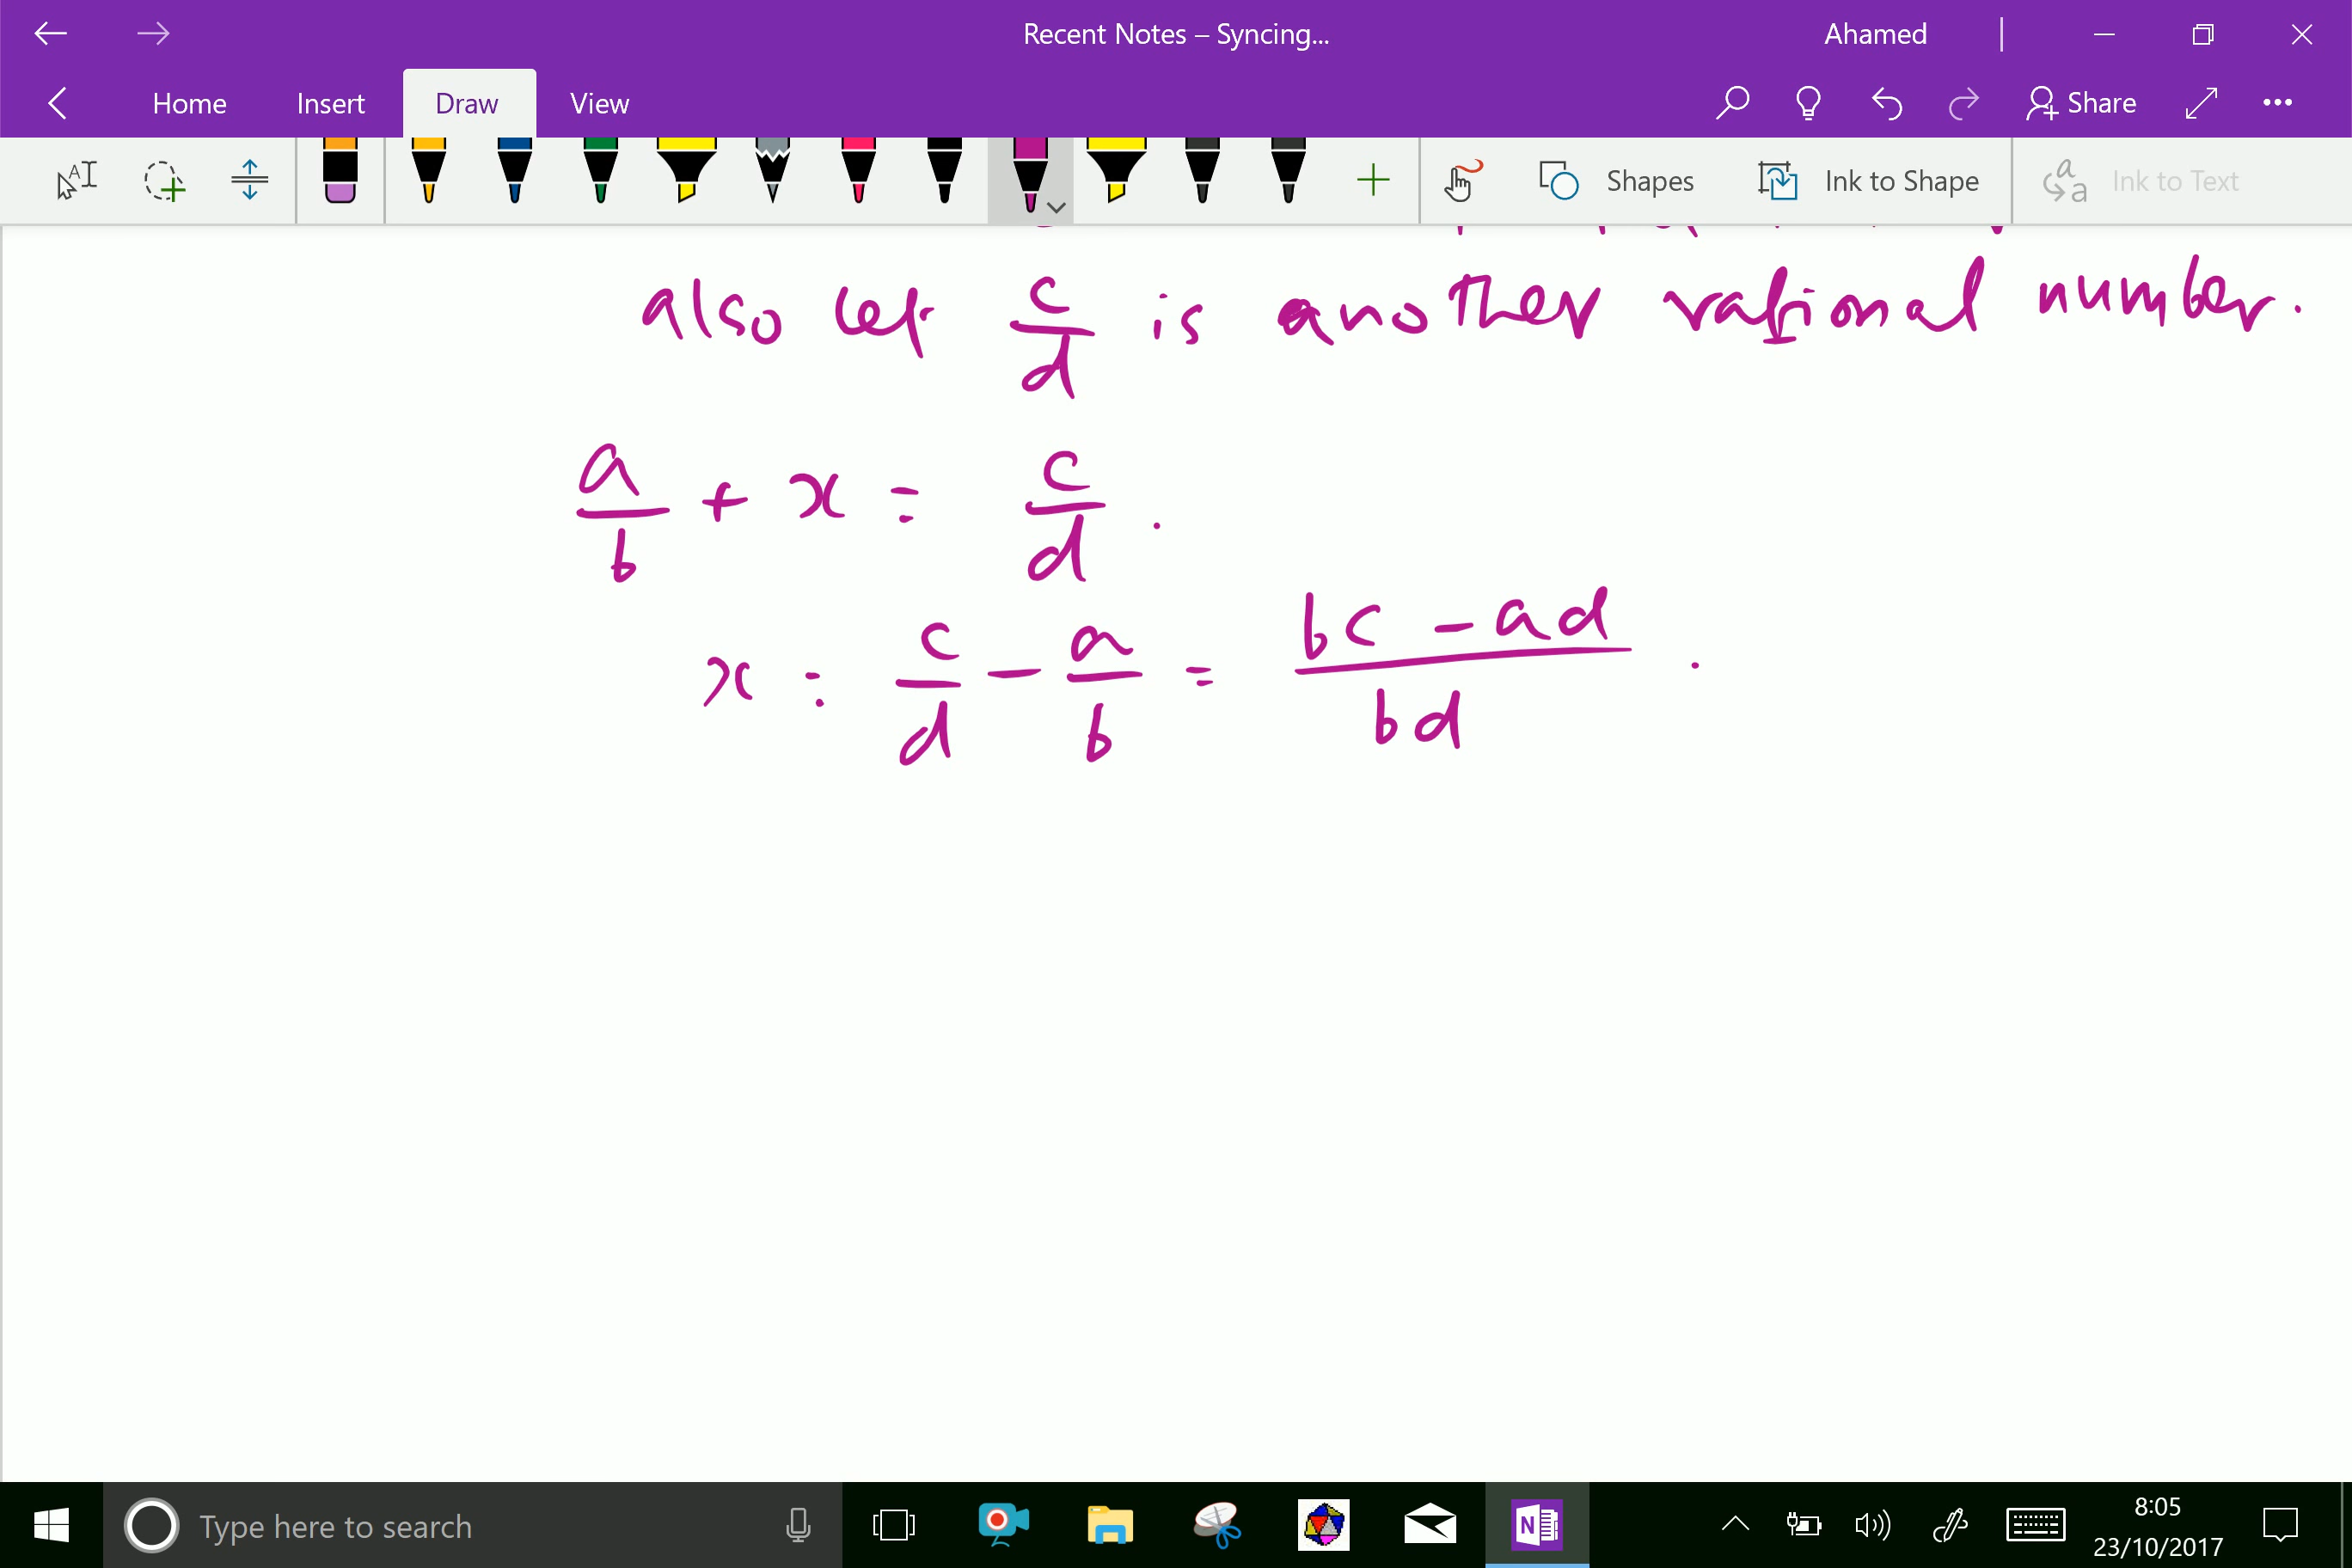 Recent Notes – Syncing...
Ahamed
Home Insert Draw View Share
Shapes Ink to Shape Ink to Text
also let c/d is another rational number.
a/b + x = c/d .
x = c/d - a/b = bc - ad / bd .
Type here to search
8:05
23/10/2017